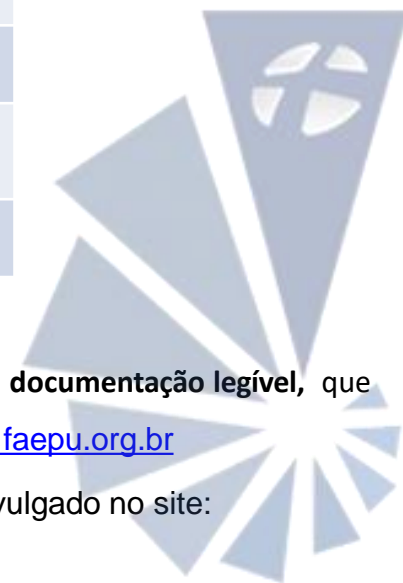 documentação legível, que
faepu.org.br
vulgado no site: